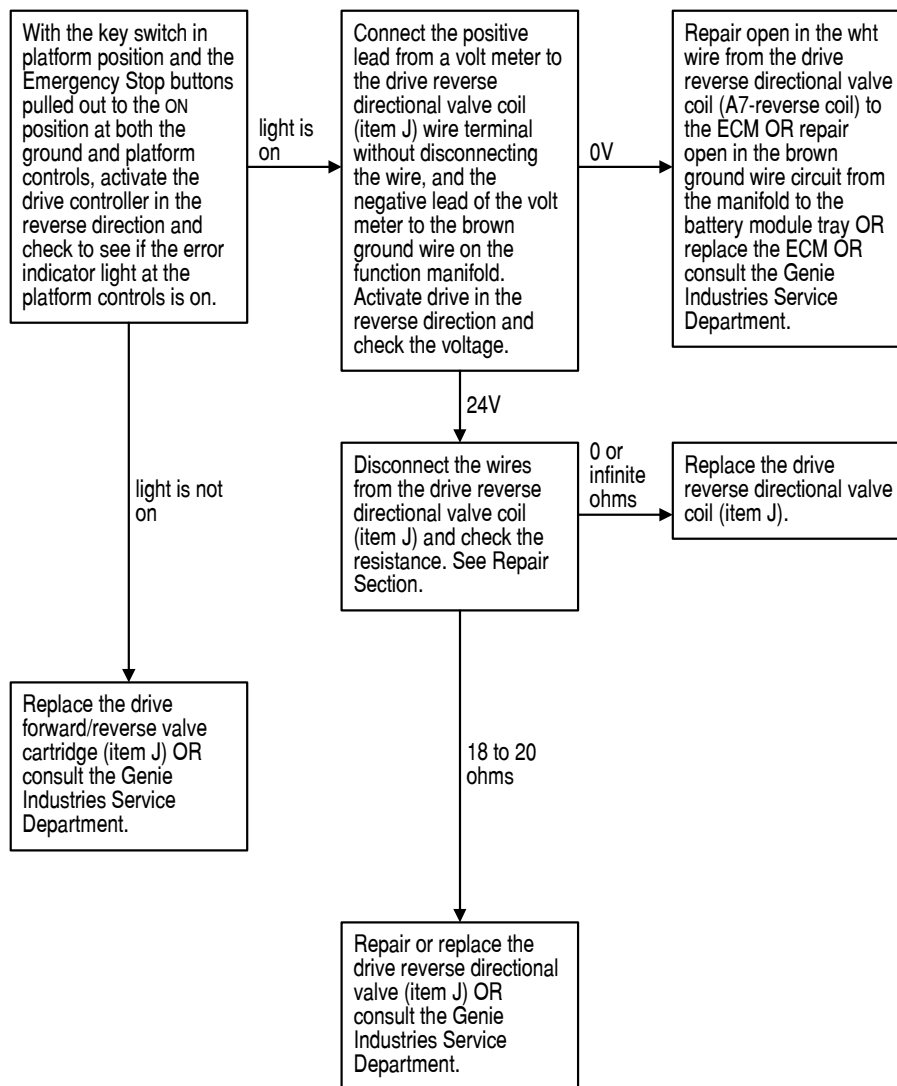 With the key switch in
platform position and the
Emergency Stop buttons
pulled out to the ON
position at both the
ground and platform
controls, activate the
drive controller in the
reverse direction and
check to see if the error
indicator light at the
platform controls is on.
light is
on
Connect the positive
lead from a volt meter to
the drive reverse
directional valve coil
(item J) wire terminal
without disconnecting
the wire, and the
negative lead of the volt
meter to the brown
ground wire on the
function manifold.
Activate drive in the
reverse direction and
check the voltage.
0V
Repair open in the wht
wire from the drive
reverse directional valve
coil (A7-reverse coil) to
the ECM OR repair
open in the brown
ground wire circuit from
the manifold to the
battery module tray OR
replace the ECM OR
consult the Genie
Industries Service
Department.
24V
light is not
on
Disconnect the wires
from the drive reverse
directional valve coil
(item J) and check the
resistance. See Repair
Section.
0 or
infinite
ohms
Replace the drive
reverse directional valve
coil (item J).
Replace the drive
forward/reverse valve
cartridge (item J) OR
consult the Genie
Industries Service
Department.
18 to 20
ohms
Repair or replace the
drive reverse directional
valve (item J) OR
consult the Genie
Industries Service
Department.